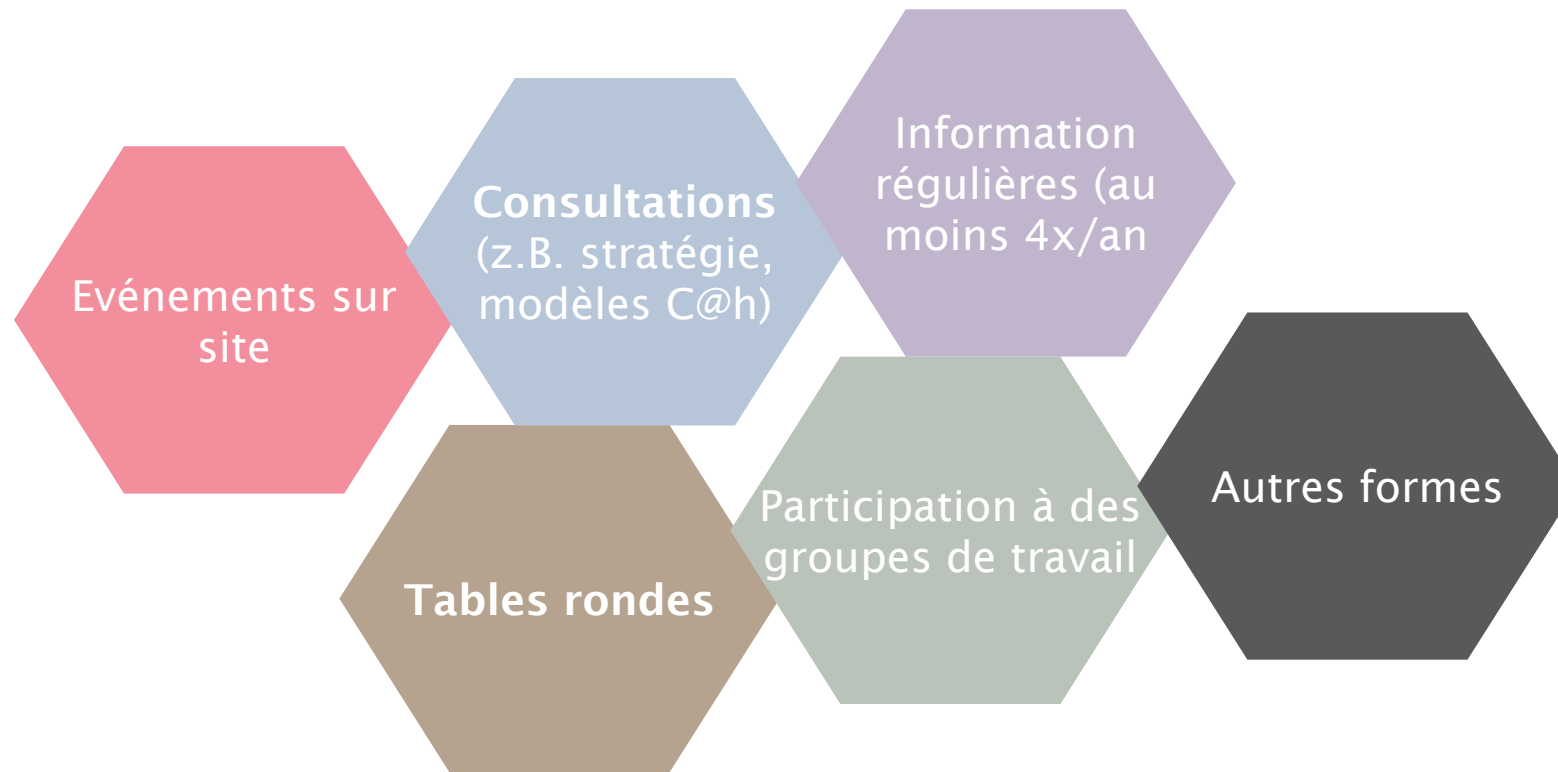 Evénements sur
site
Consultations
(z.B. stratégie,
modèles C@h)
Information
régulières (au
moins 4x/an
Tables rondes
Participation à des
groupes de travail
Autres formes